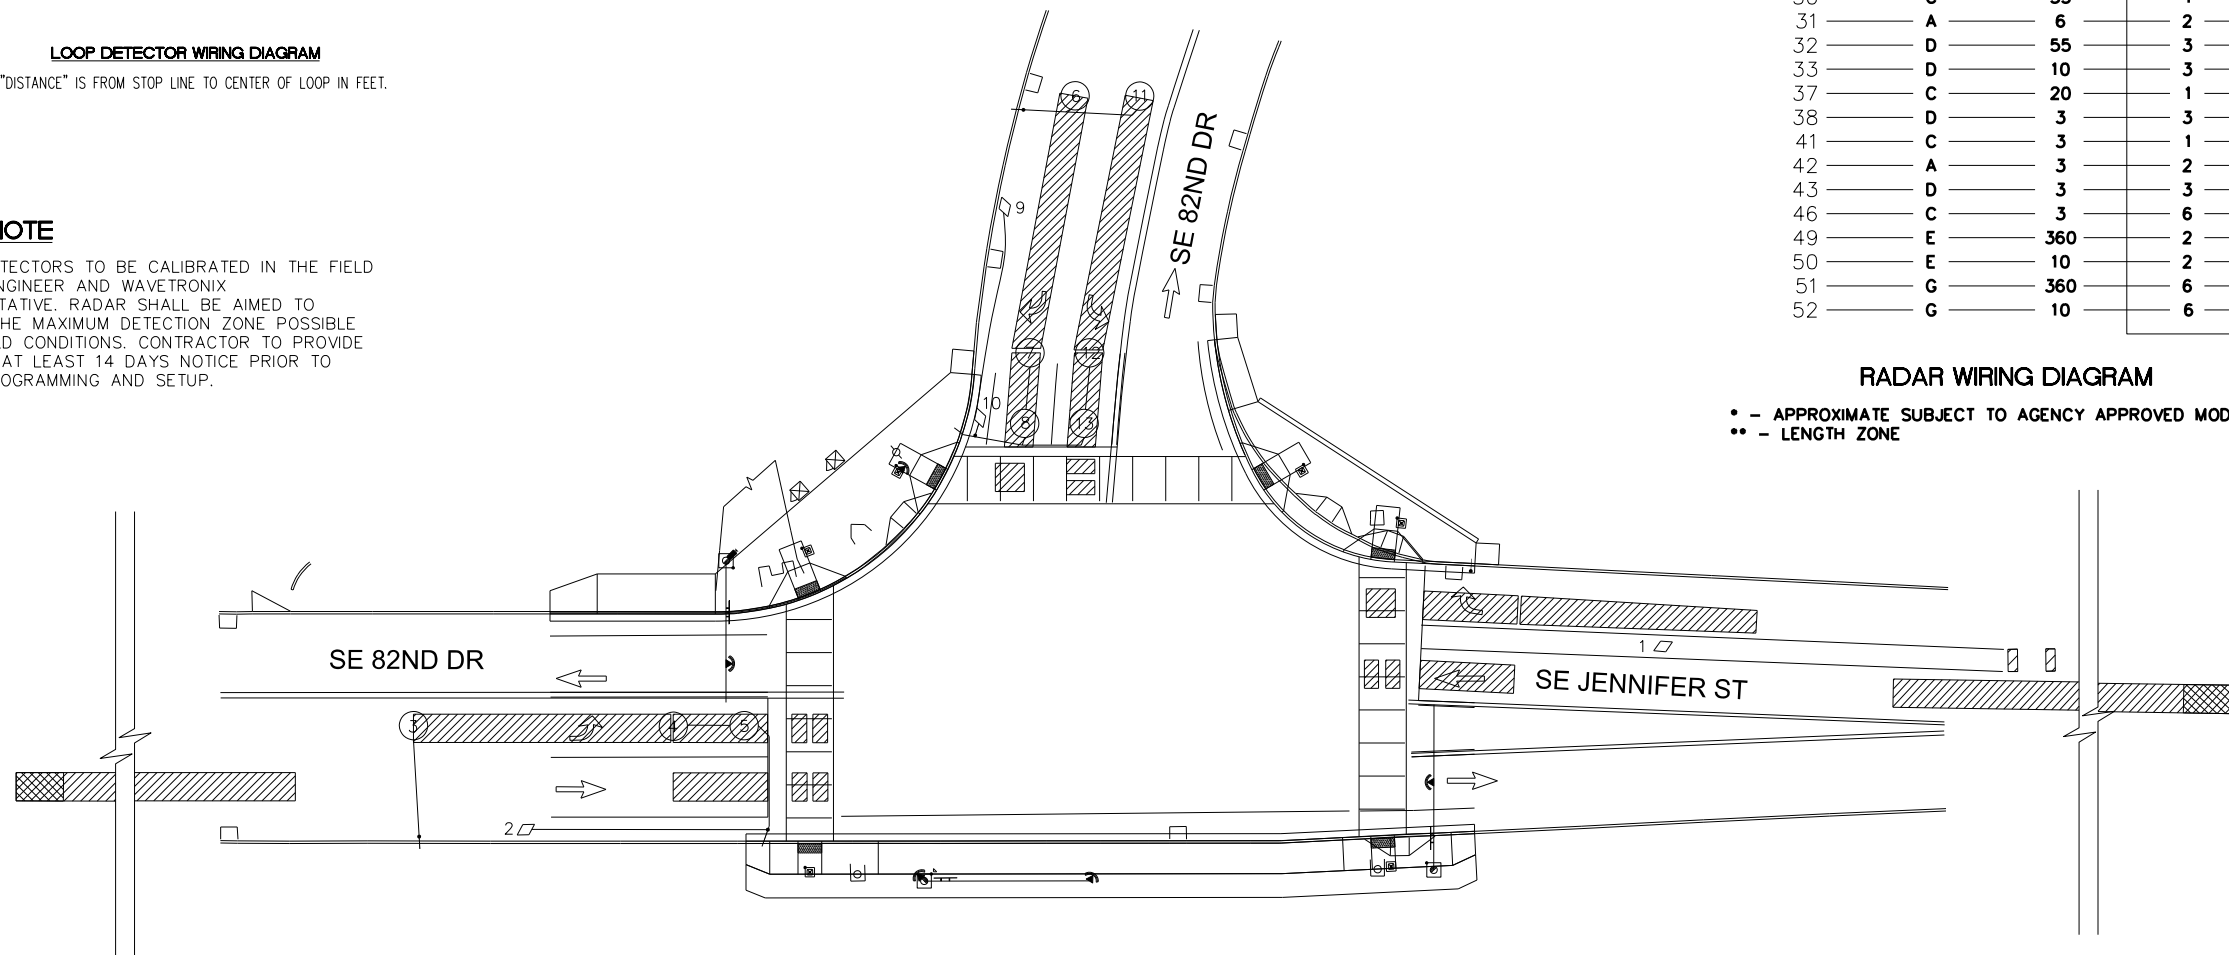 LOOP DETECTOR WIRING DIAGRAM
"DISTANCE" IS FROM STOP LINE TO CENTER OF LOOP IN FEET.
OTE
TECTORS TO BE CALIBRATED IN THE FIELD
NGINEER AND WAVETRONIX
TATIVE. RADAR SHALL BE AIMED TO
HE MAXIMUM DETECTION ZONE POSSIBLE
D CONDITIONS. CONTRACTOR TO PROVIDE
AT LEAST 14 DAYS NOTICE PRIOR TO
OGRAMMING AND SETUP.
31 A 6 2
32 D 55 3
33 D 10 3
37 C 20 1
38 D 3 3
41 C 3 1
42 A 3 2
43 D 3 3
46 C 3 6
49 E 360 2
50 E 10 2
51 G 360 6
52 G 10 6
RADAR WIRING DIAGRAM
* - APPROXIMATE SUBJECT TO AGENCY APPROVED MOD
** - LENGTH ZONE
6 11
SE 82ND DR
9
7 12
10
8 13
SE 82ND DR
1
SE JENNIFER ST
3 4 5
2